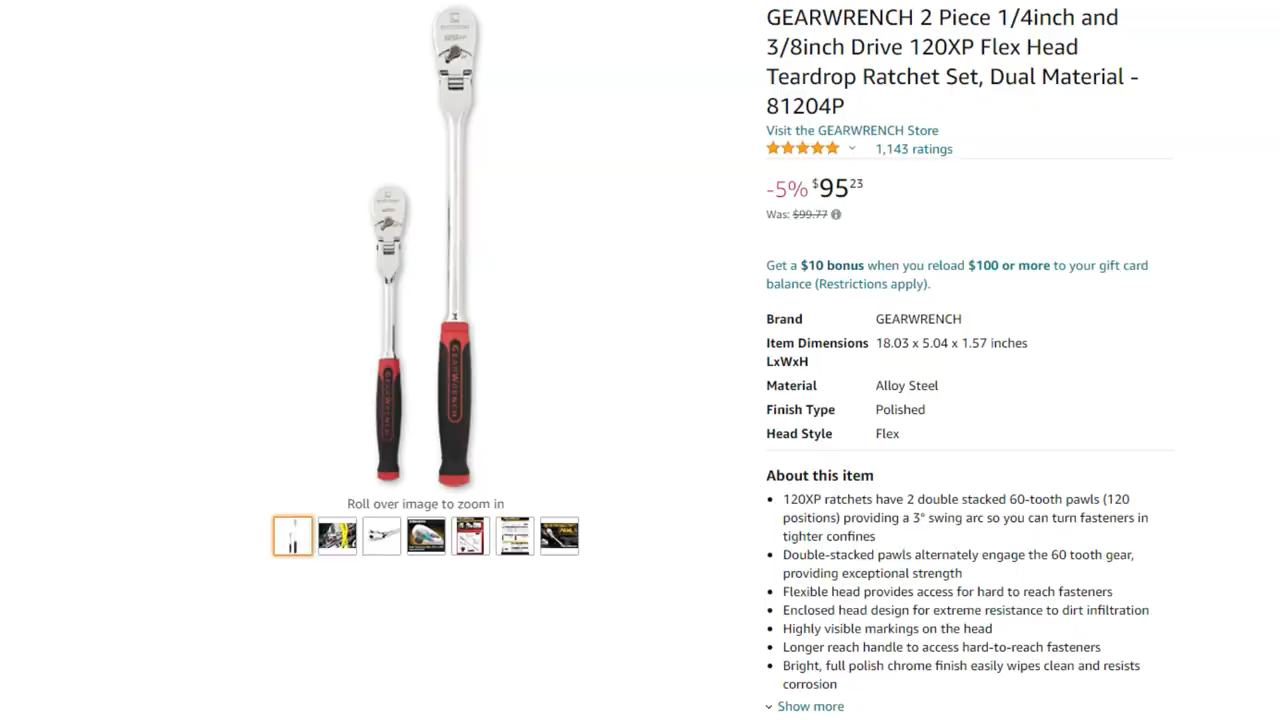 GEARWRENCH 2 Piece 1/4inch and
3/8inch Drive 120XP Flex Head
Teardrop Ratchet Set, Dual Material -
81204P
Visit the GEARWRENCH Store
1,143 ratings
-5% $95 23
Was: $99.77
Get a $10 bonus when you reload $100 or more to your gift card
balance (Restrictions apply).
Brand GEARWRENCH
Item Dimensions 18.03 x 5.04 x 1.57 inches
LxWxH
Material Alloy Steel
Finish Type Polished
Head Style Flex
About this item
• 120XP ratchets have 2 double stacked 60-tooth pawls (120
positions) providing a 3° swing arc so you can turn fasteners in
tighter confines
• Double-stacked pawls alternately engage the 60 tooth gear,
providing exceptional strength
• Flexible head provides access for hard to reach fasteners
• Enclosed head design for extreme resistance to dirt infiltration
• Highly visible markings on the head
• Longer reach handle to access hard-to-reach fasteners
• Bright, full polish chrome finish easily wipes clean and resists
corrosion
Show more
GEARWRENCH
GEARWRENCH
Roll over image to zoom in